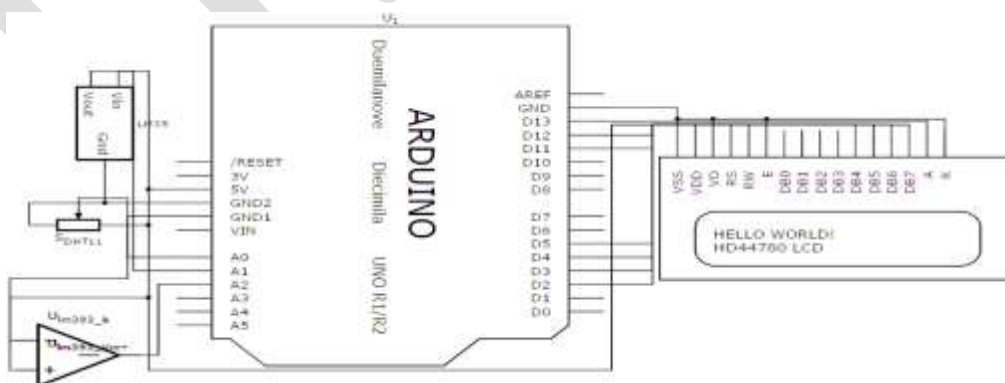 U1
Duemilanove
Diecimila
UNO R1/R2
ARDUINO
Vout
Vin
Gnd
LM35
/RESET
3V
5V
GND2
GND1
VIN
A0
A1
A2
A3
A4
A5
AREF
GND
D13
D12
D11
D10
D9
D8
D7
D6
D5
D4
D3
D2
D1
D0
DHT11
VSS
VDD
VO
RS
RW
E
DB0
DB1
DB2
DB3
DB4
DB5
DB6
DB7
A
K
HELLO WORLD!
HD44780 LCD